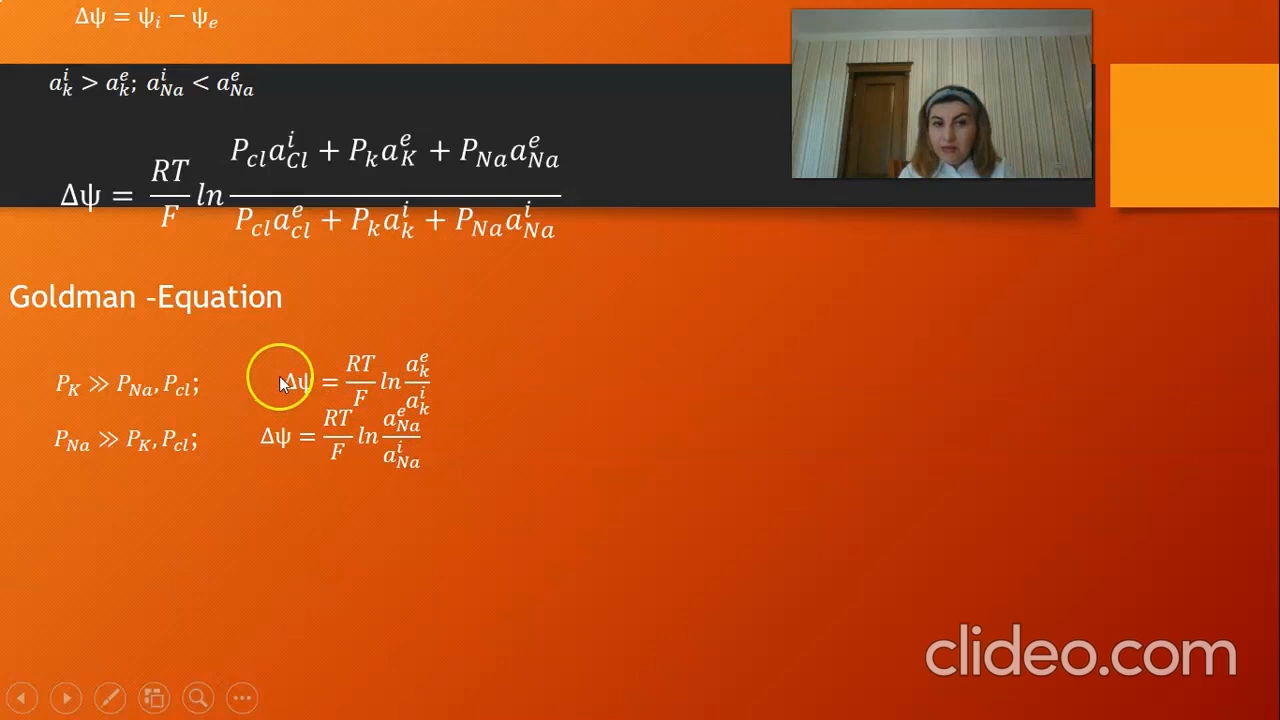 Δψ = ψᵢ − ψₑ
a_k^i > a_k^e; a_Na^i < a_Na^e
Δψ = RT/F ln (P_cl a_Cl^i + P_k a_K^e + P_Na a_Na^e)/(P_cl a_cl^e + P_k a_k^i + P_Na a_Na^i)
Goldman -Equation
P_K ≫ P_Na, P_cl; Δψ = RT/F ln a_k^e/a_k^i
P_Na ≫ P_K, P_cl; Δψ = RT/F ln a_Na^e/a_Na^i
clideo.com